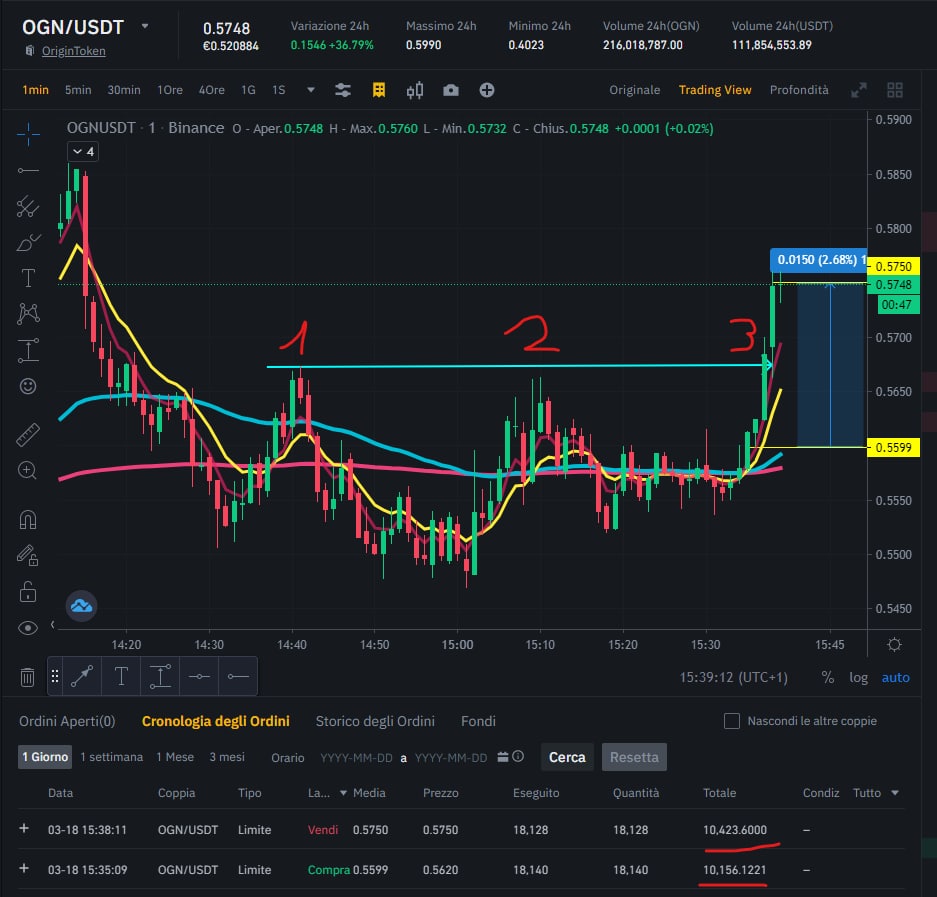 OGN/USDT
OriginToken
0.5748
€0.520884
Variazione 24h
0.1546 +36.79%
Massimo 24h
0.5990
Minimo 24h
0.4023
Volume 24h(OGN)
216,018,787.00
Volume 24h(USDT)
111,854,553.89
1min 5min 30min 1Ore 4Ore 1G 1S Originale Trading View Profondità
OGNUSDT · 1 · Binance O - Aper.0.5748 H - Max.0.5760 L - Min.0.5732 C - Chius.0.5748 +0.0001 (+0.02%)
4
0.5900
0.5850
0.5800
0.0150 (2.68%) 1
0.5750
0.5748
00:47
0.5700
1 2 3
0.5650
0.5599
0.5550
0.5500
0.5450
14:20 14:30 14:40 14:50 15:00 15:10 15:20 15:30 15:45
15:39:12 (UTC+1) % log auto
Ordini Aperti(0) Cronologia degli Ordini Storico degli Ordini Fondi Nascondi le altre coppie
1 Giorno 1 settimana 1 Mese 3 mesi Orario YYYY-MM-DD a YYYY-MM-DD Cerca Resetta
Data Coppia Tipo La... Media Prezzo Eseguito Quantità Totale Condiz Tutto
+ 03-18 15:38:11 OGN/USDT Limite Vendi 0.5750 0.5750 18,128 18,128 10,423.6000 –
+ 03-18 15:35:09 OGN/USDT Limite Compra 0.5599 0.5620 18,140 18,140 10,156.1221 –